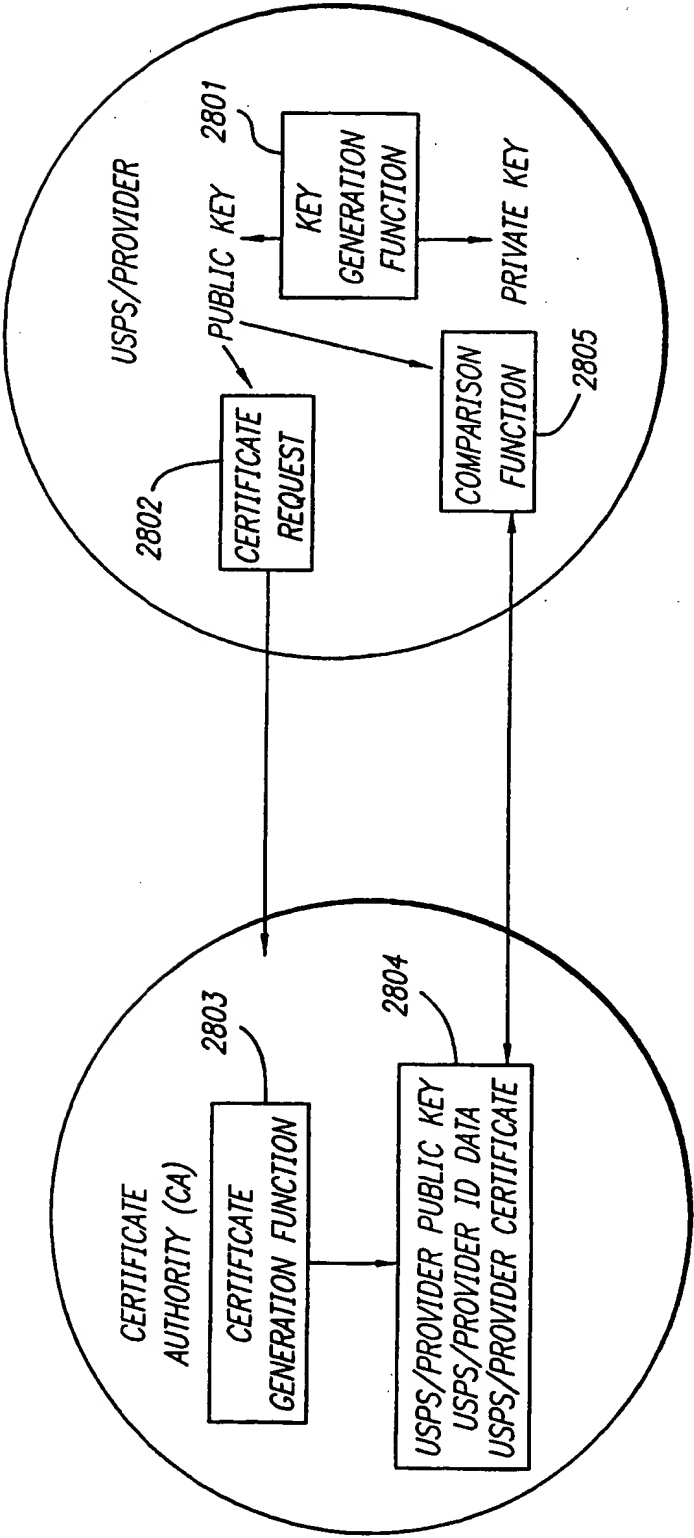 CERTIFICATE
AUTHORITY (CA)
2803
CERTIFICATE
GENERATION FUNCTION
2804
USPS/PROVIDER PUBLIC KEY
USPS/PROVIDER ID DATA
USPS/PROVIDER CERTIFICATE
USPS/PROVIDER
2802
CERTIFICATE
REQUEST
PUBLIC KEY
2801
KEY
GENERATION
FUNCTION
PRIVATE KEY
COMPARISON
FUNCTION
2805